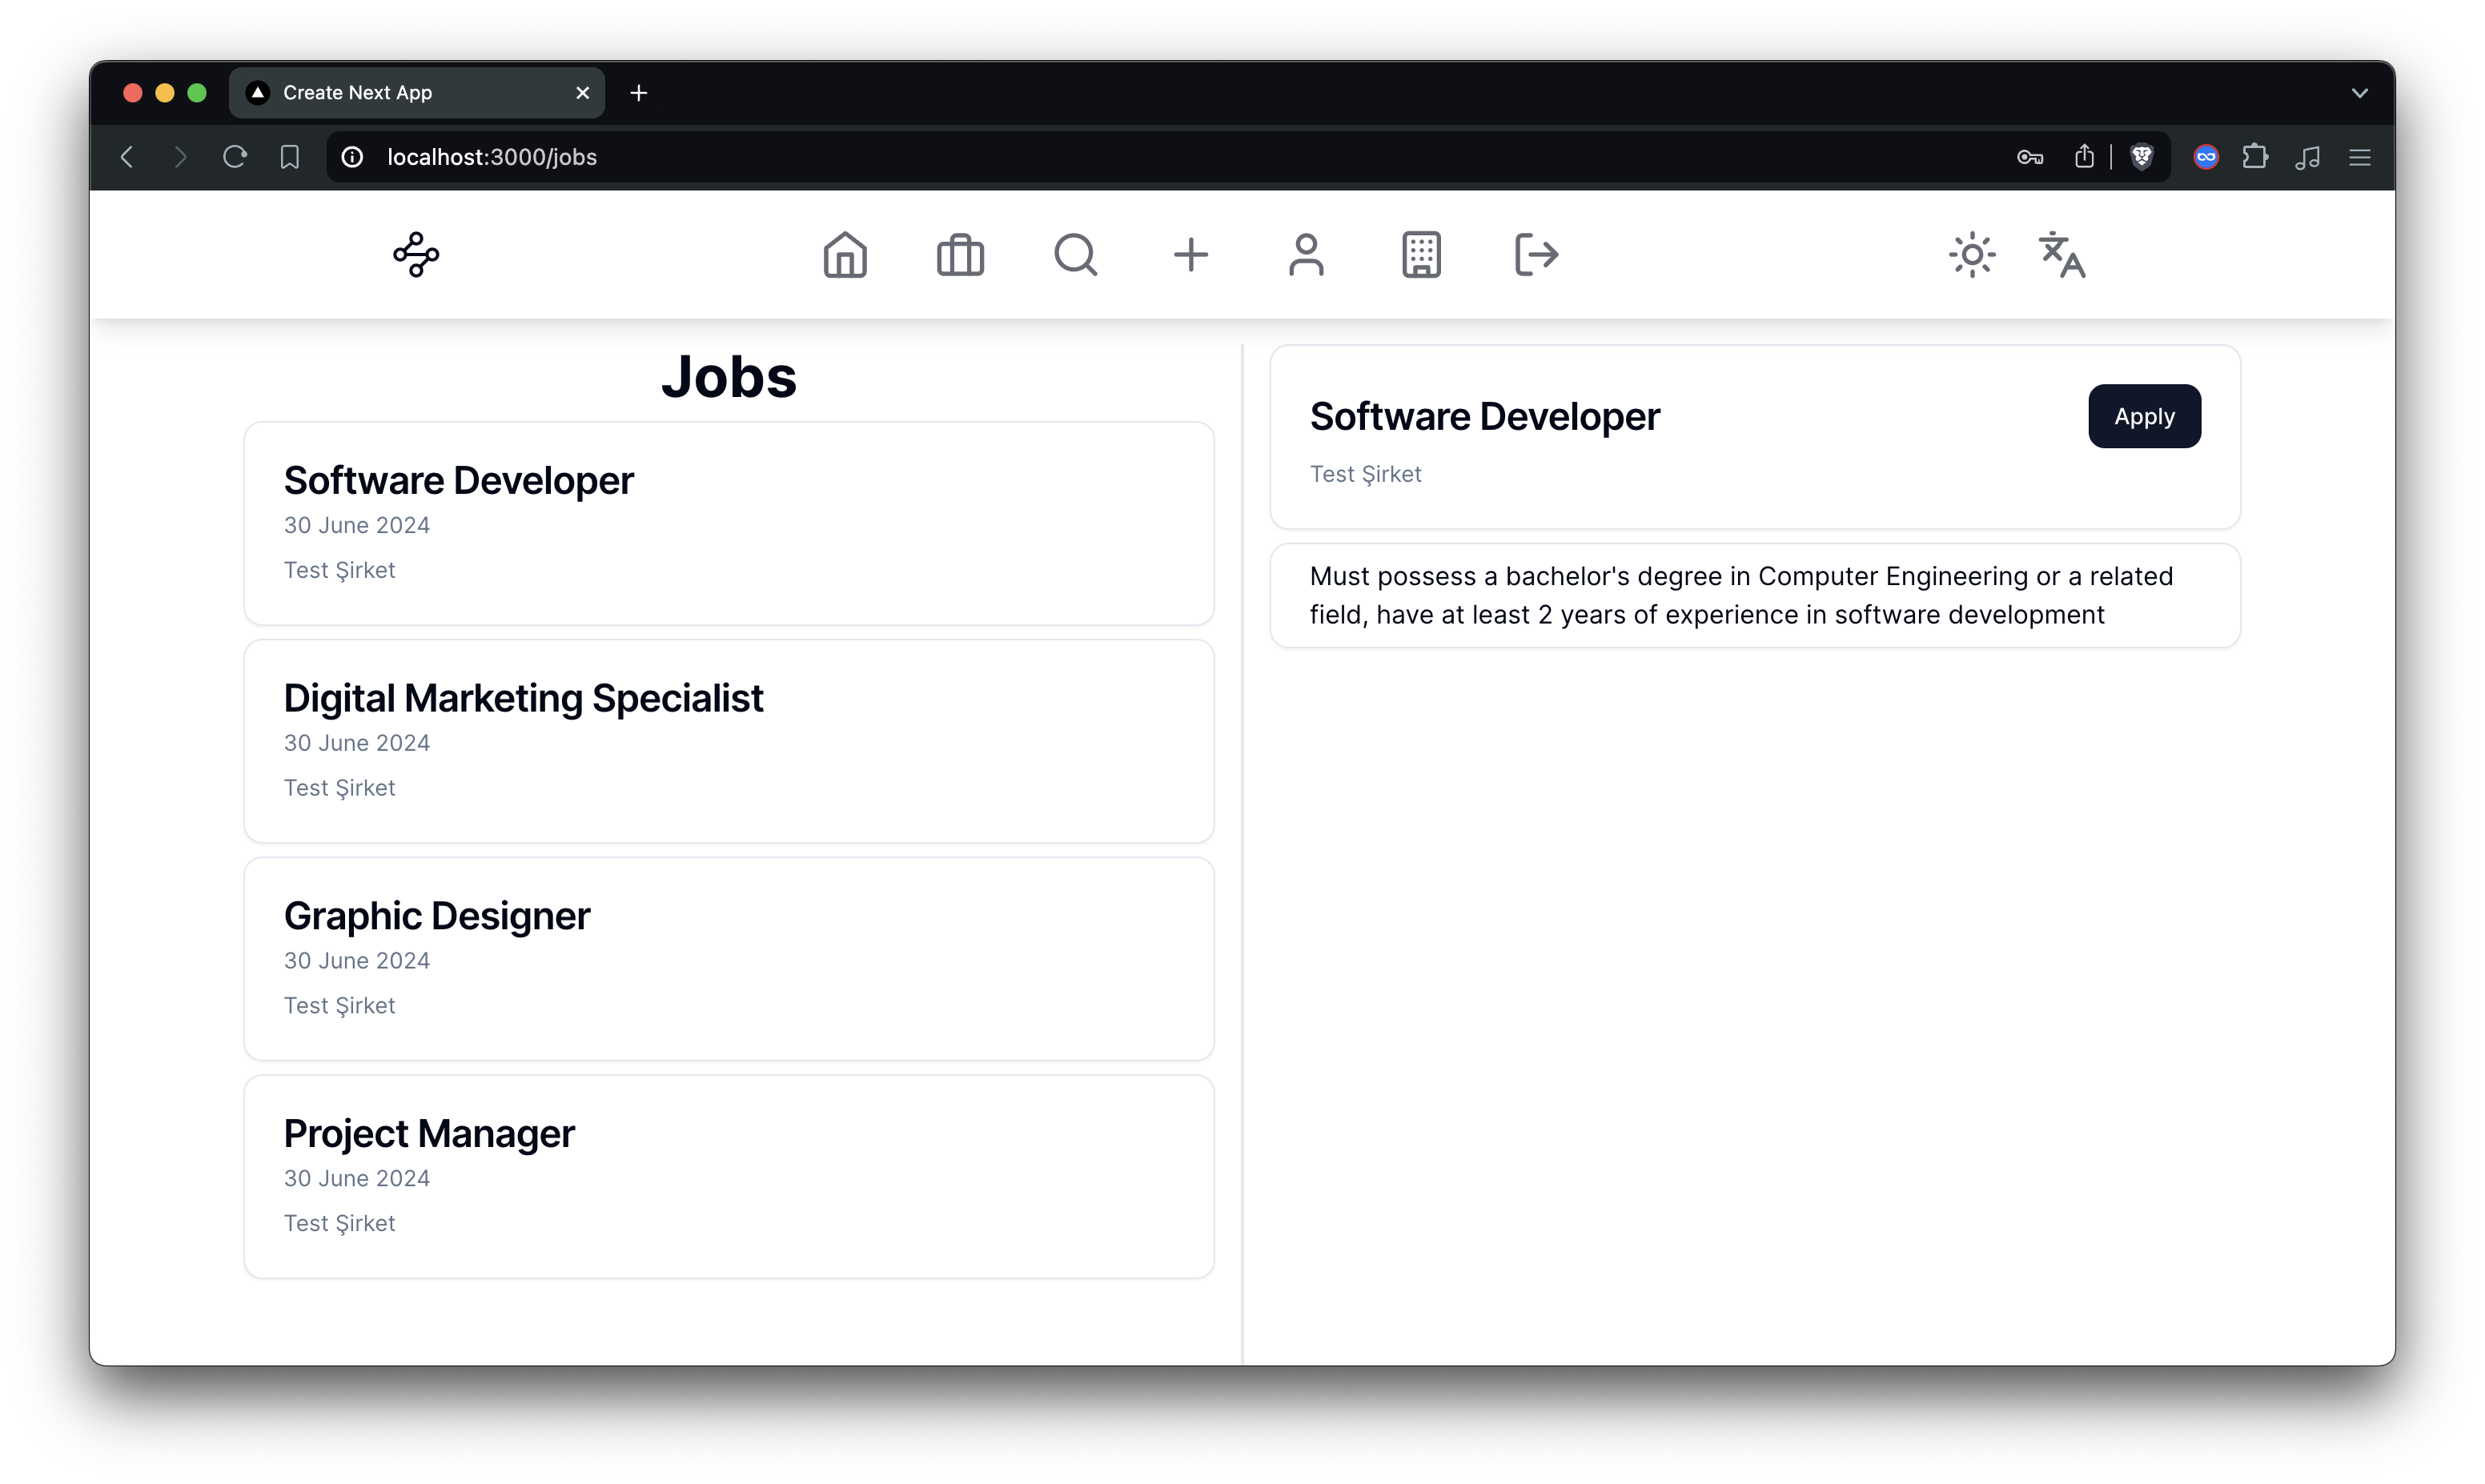 Create Next App
localhost:3000/jobs
Jobs
Software Developer
30 June 2024
Test Şirket
Digital Marketing Specialist
30 June 2024
Test Şirket
Graphic Designer
30 June 2024
Test Şirket
Project Manager
30 June 2024
Test Şirket
Software Developer
Apply
Test Şirket
Must possess a bachelor's degree in Computer Engineering or a related
field, have at least 2 years of experience in software development